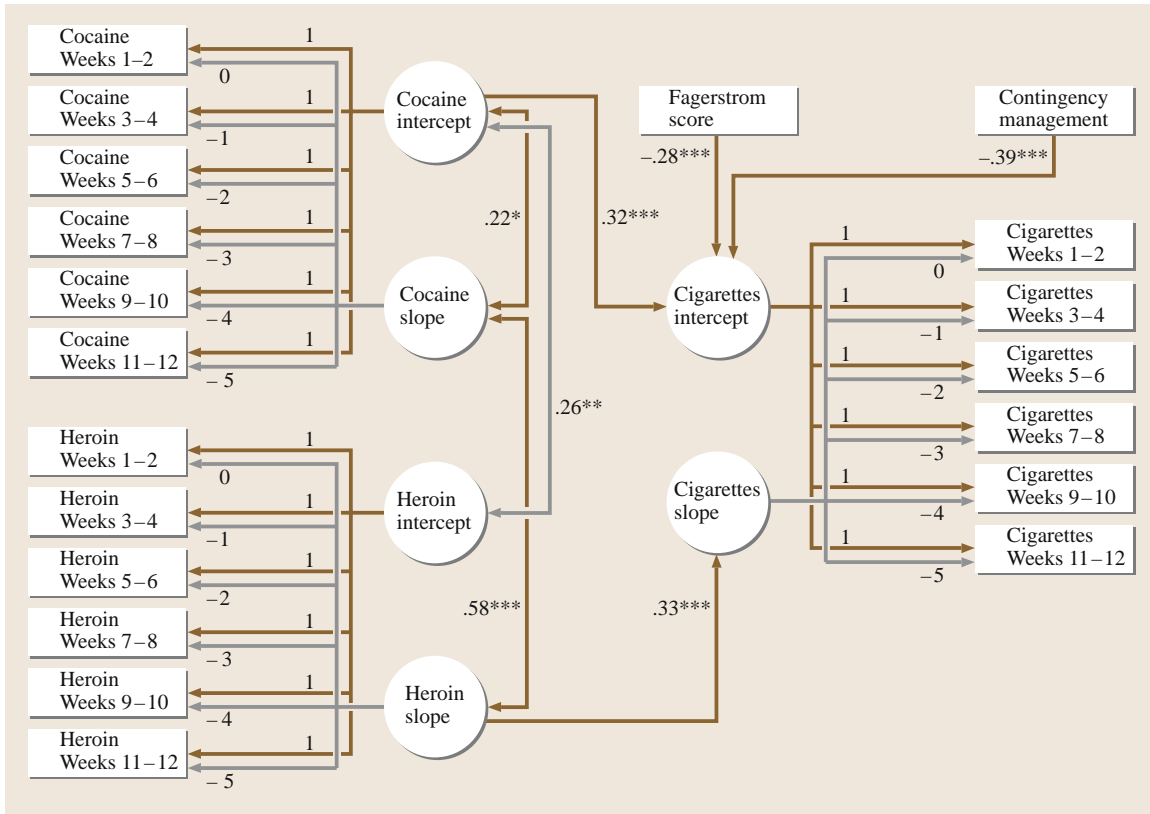 Cocaine
Weeks 1–2
1
0
Cocaine
Weeks 3–4
1
–1
Cocaine
Weeks 5–6
1
–2
Cocaine
Weeks 7–8
1
–3
Cocaine
Weeks 9–10
1
–4
Cocaine
Weeks 11–12
1
–5
Cocaine
intercept
.22*
Cocaine
slope
.26**
Heroin
Weeks 1–2
1
0
Heroin
Weeks 3–4
1
–1
Heroin
Weeks 5–6
1
–2
Heroin
Weeks 7–8
1
–3
Heroin
Weeks 9–10
1
–4
Heroin
Weeks 11–12
1
–5
Heroin
intercept
.58***
Heroin
slope
Fagerstrom
score
–.28***
Contingency
management
–.39***
.32***
Cigarettes
intercept
Cigarettes
slope
.33***
1
0
Cigarettes
Weeks 1–2
1
–1
Cigarettes
Weeks 3–4
1
–2
Cigarettes
Weeks 5–6
1
–3
Cigarettes
Weeks 7–8
1
–4
Cigarettes
Weeks 9–10
1
–5
Cigarettes
Weeks 11–12